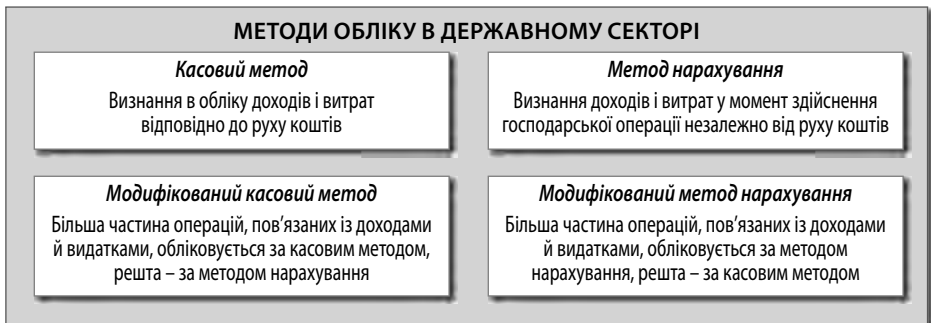 МЕТОДИ ОБЛІКУ В ДЕРЖАВНОМУ СЕКТОРІ
Касовий метод
Визнання в обліку доходів і витрат
відповідно до руху коштів
Метод нарахування
Визнання доходів і витрат у момент здійснення
господарської операції незалежно від руху коштів
Модифікований касовий метод
Більша частина операцій, пов’язаних із доходами
й видатками, обліковується за касовим методом,
решта – за методом нарахування
Модифікований метод нарахування
Більша частина операцій, пов’язаних із доходами
й видатками, обліковується за методом
нарахування, решта – за касовим методом